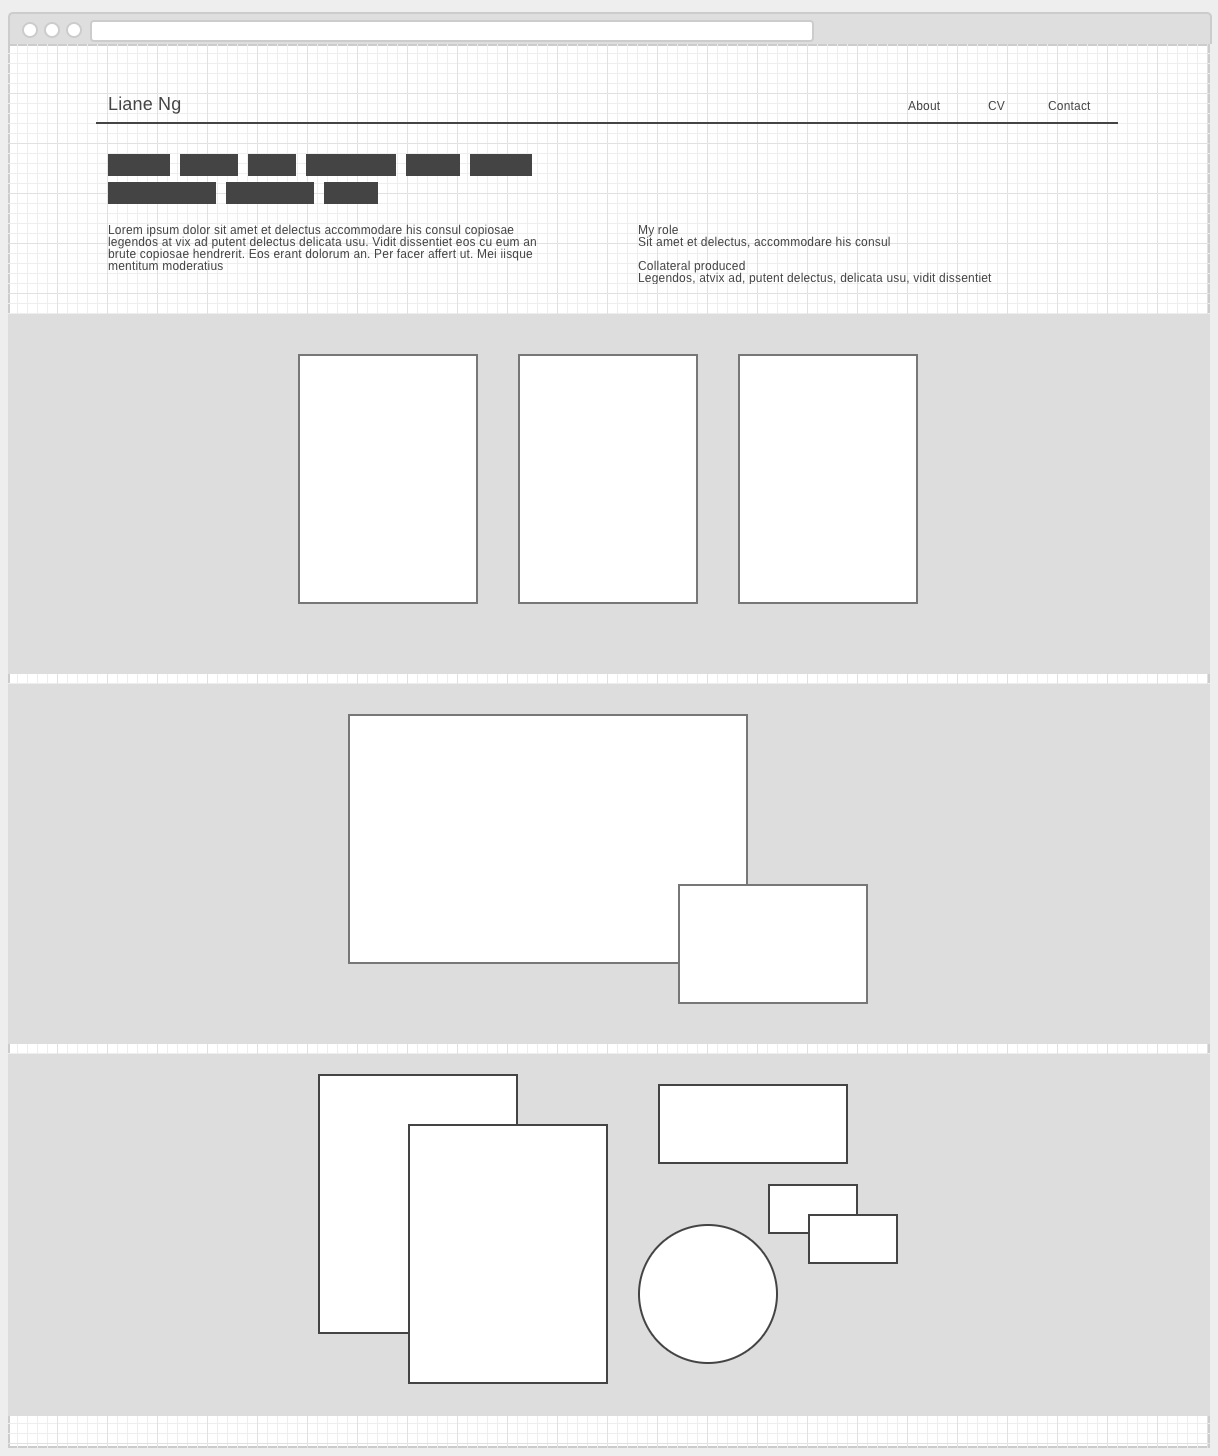 Liane Ng
About CV Contact
Lorem ipsum dolor sit amet et delectus accommodare his consul copiosae
legendos at vix ad putent delectus delicata usu. Vidit dissentiet eos cu eum an
brute copiosae hendrerit. Eos erant dolorum an. Per facer affert ut. Mei iisque
mentitum moderatius
My role
Sit amet et delectus, accommodare his consul
Collateral produced
Legendos, atvix ad, putent delectus, delicata usu, vidit dissentiet